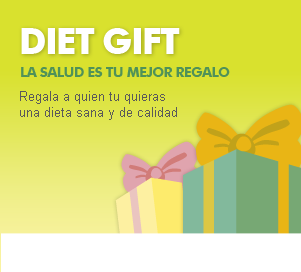 DIET GIFT
LA SALUD ES TU MEJOR REGALO
Regala a quien tu quieras
una dieta sana y de calidad